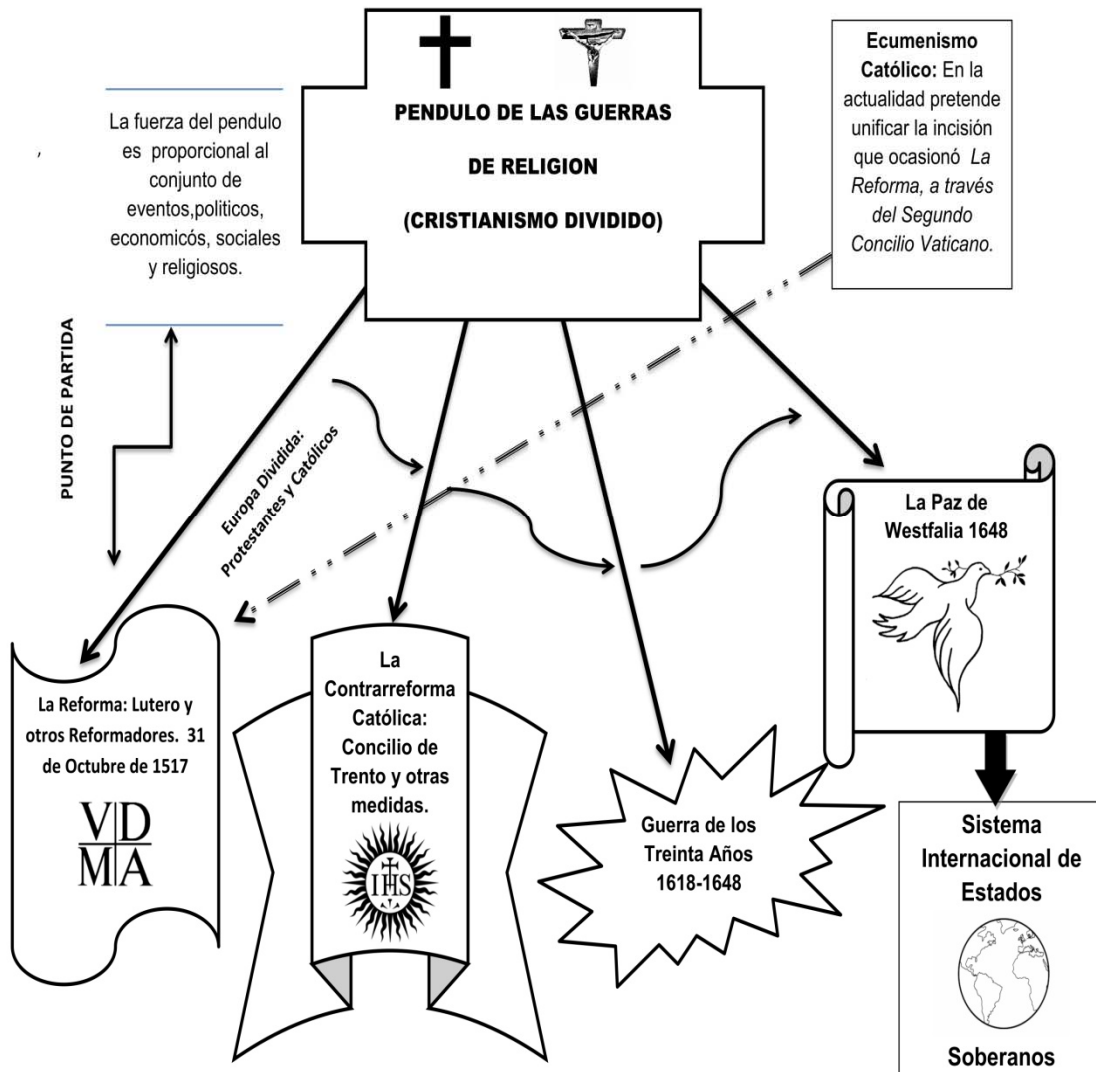 PENDULO DE LAS GUERRAS
DE RELIGION
(CRISTIANISMO DIVIDIDO)
La fuerza del pendulo
es proporcional al
conjunto de
eventos,politicos,
economicós, sociales
y religiosos.
Ecumenismo
Católico: En la
actualidad pretende
unificar la incisión
que ocasionó La
Reforma, a través
del Segundo
Concilio Vaticano.
PUNTO DE PARTIDA
Europa Dividida:
Protestantes y Católicos
La Reforma: Lutero y
otros Reformadores. 31
de Octubre de 1517
VD
MA
La
Contrarreforma
Católica:
Concilio de
Trento y otras
medidas.
IHS
Guerra de los
Treinta Años
1618-1648
La Paz de
Westfalia 1648
Sistema
Internacional de
Estados
Soberanos